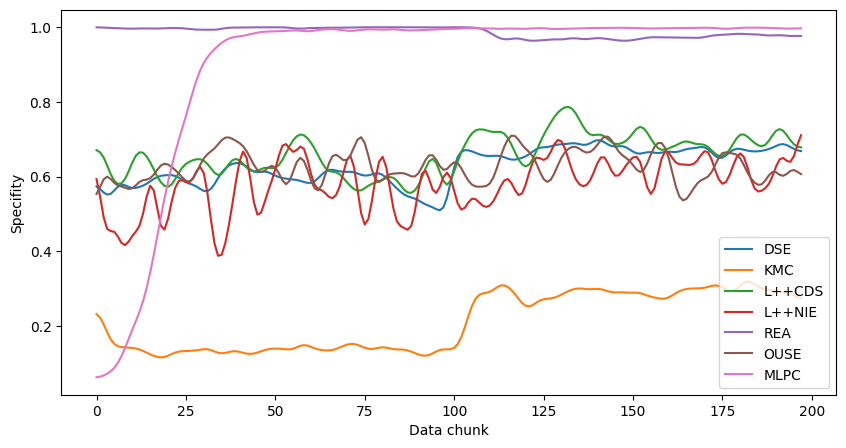 1.0
0.8
0.6
0.4
0.2
Specifity
0
25
50
75
100
125
150
175
200
Data chunk
DSE
KMC
L++CDS
L++NIE
REA
OUSE
MLPC